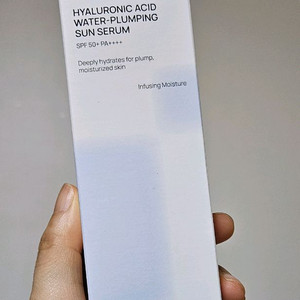 HYALURONIC ACID
WATER-PLUMPING
SUN SERUM
SPF 50+ PA++++
Deeply hydrates for plump,
moisturized skin
Infusing Moisture